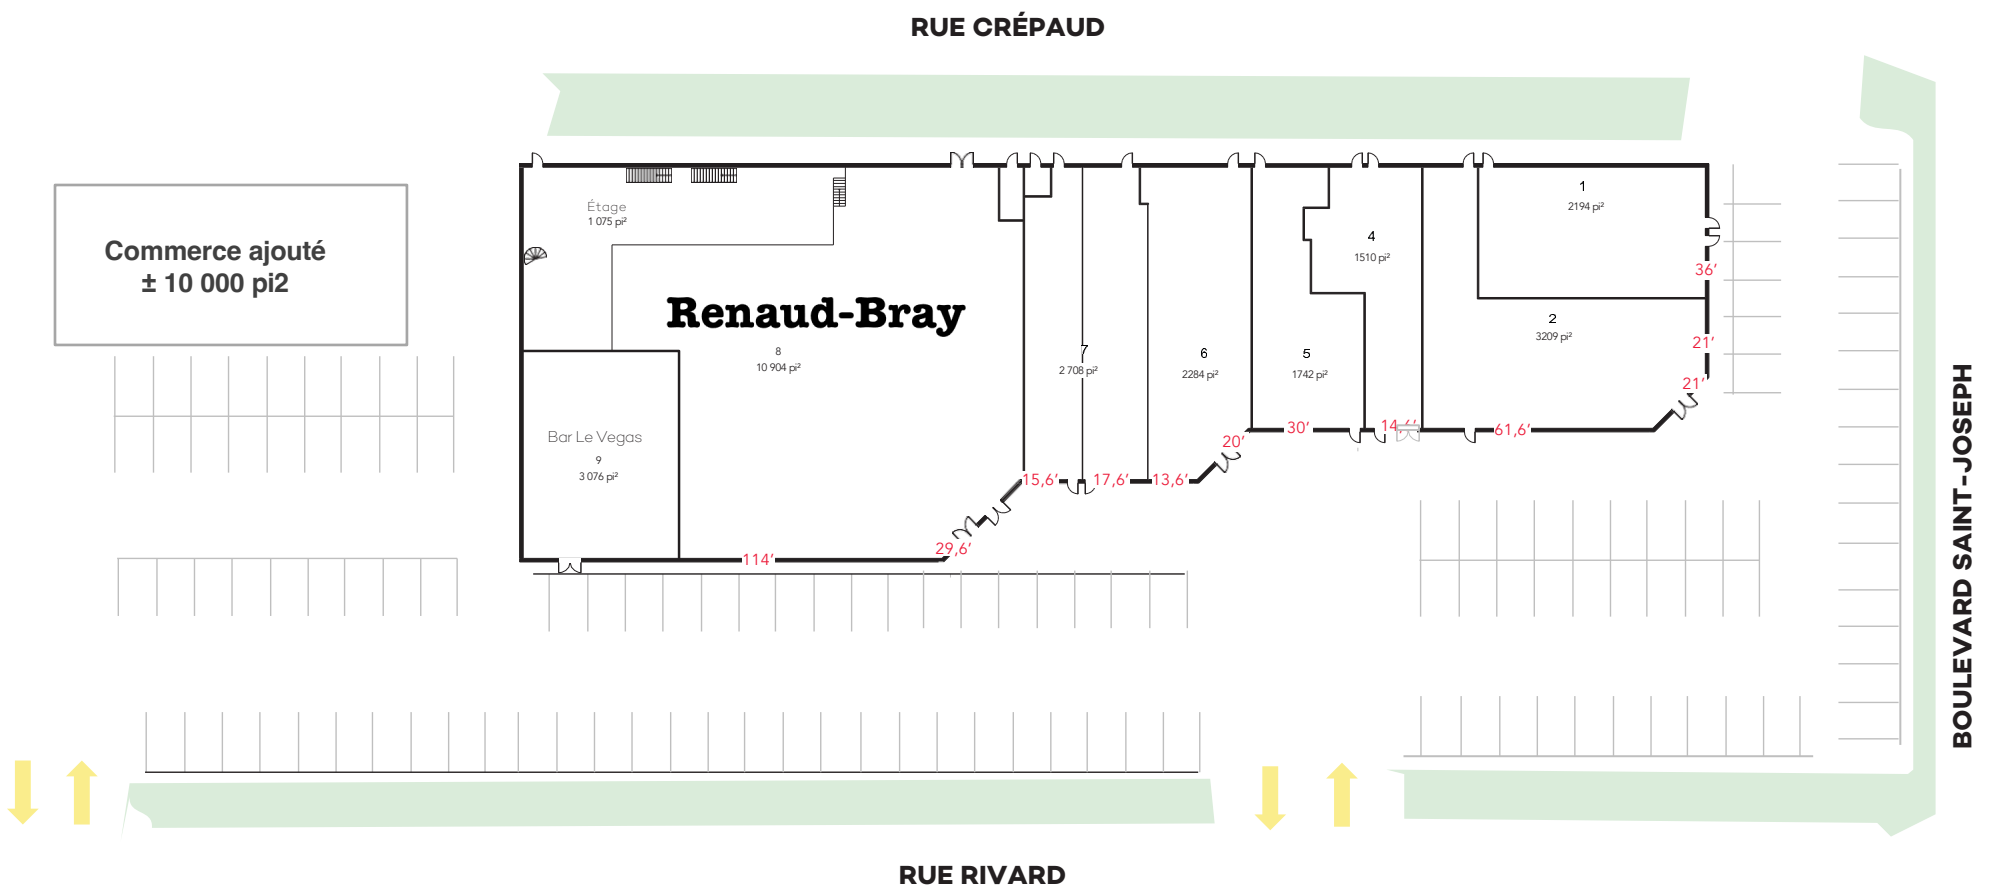 RUE CRÉPAUD
Commerce ajouté
± 10 000 pi2
Étage
1 075 pi²
Renaud-Bray
8
10 904 pi²
Bar Le Vegas
9
3 076 pi²
7
2 708 pi²
6
2284 pi²
5
1742 pi²
4
1510 pi²
1
2194 pi²
2
3209 pi²
36’
21’
21’
61,6’
30’
20’
13,6’
17,6’
15,6’
29,6’
114’
BOULEVARD SAINT-JOSEPH
RUE RIVARD